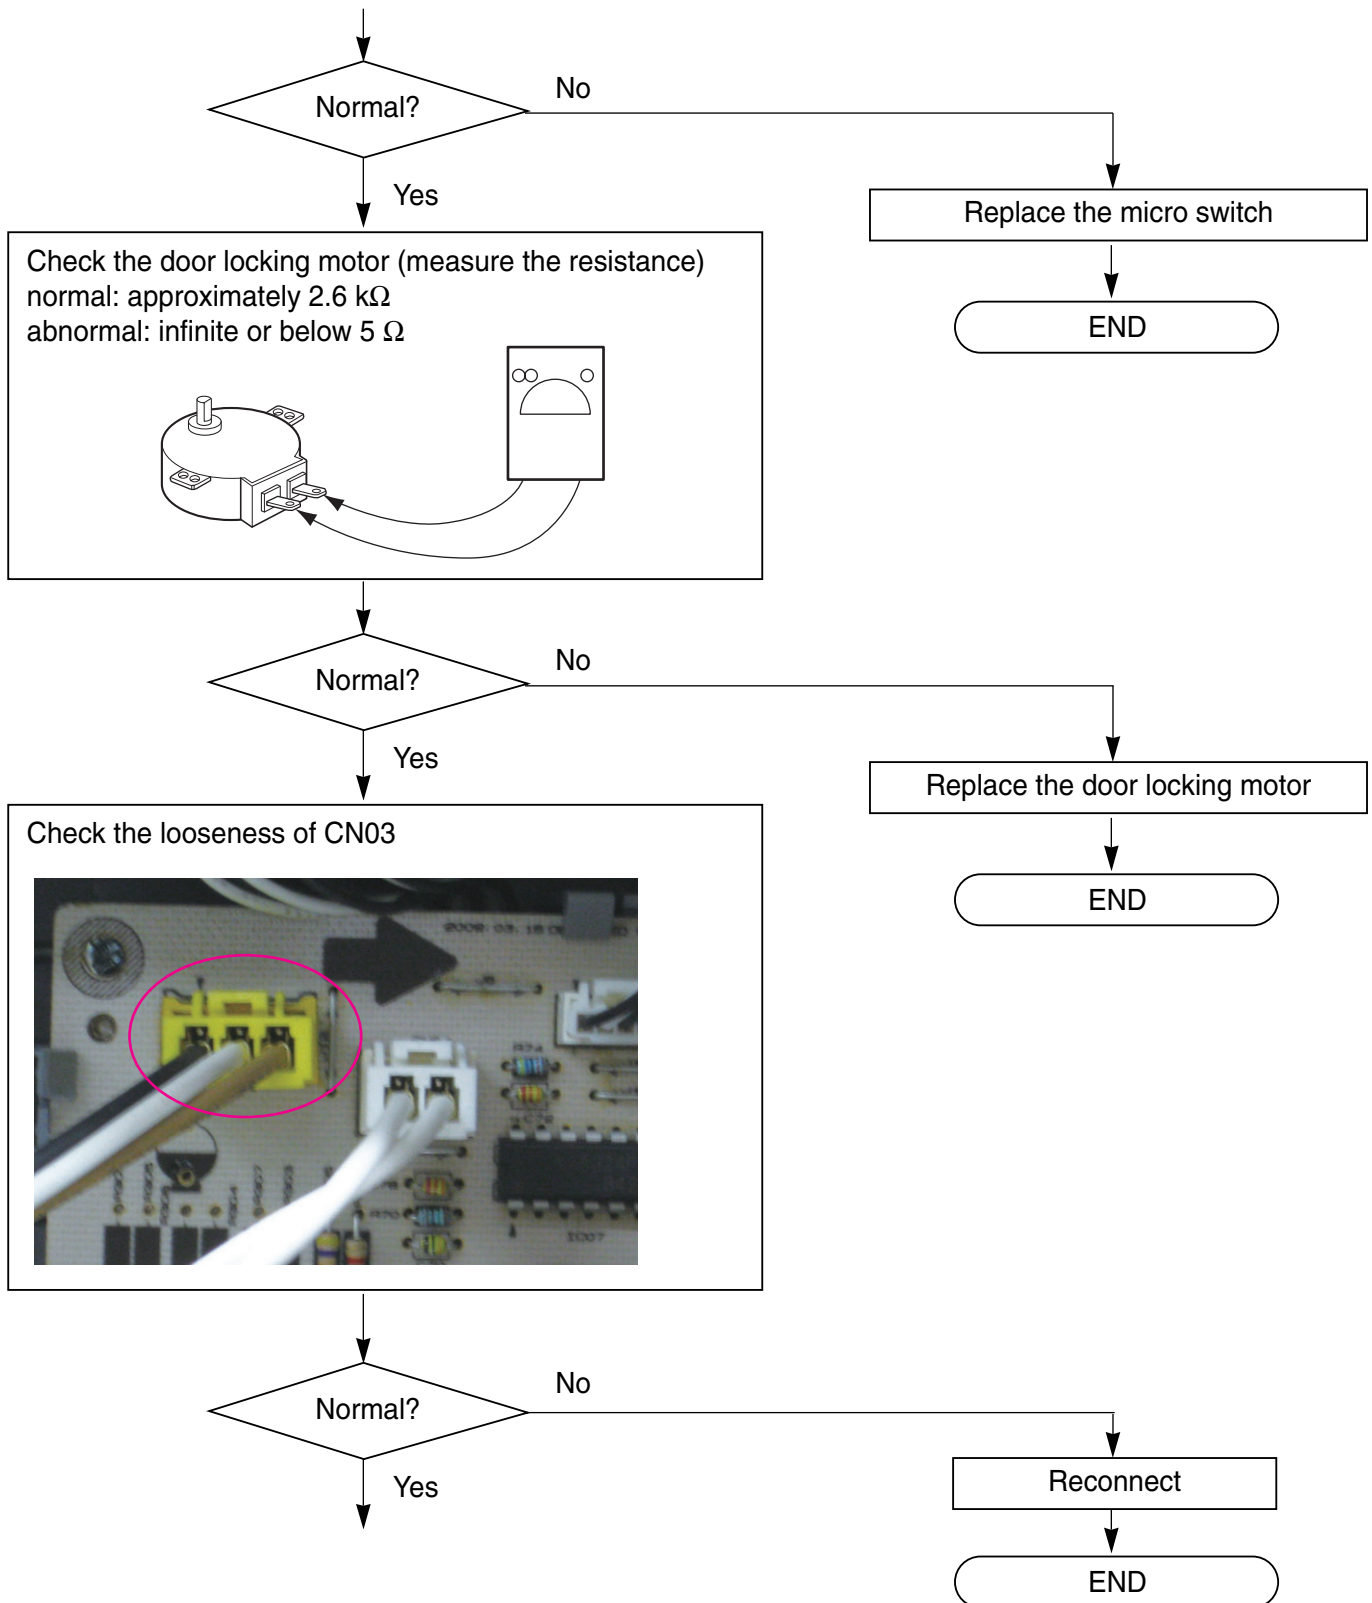 Normal?
No
Yes
Replace the micro switch
END
Check the door locking motor (measure the resistance)
normal: approximately 2.6 kΩ
abnormal: infinite or below 5 Ω
Normal?
No
Yes
Replace the door locking motor
END
Check the looseness of CN03
R70
IC07
Normal?
No
Yes
Reconnect
END